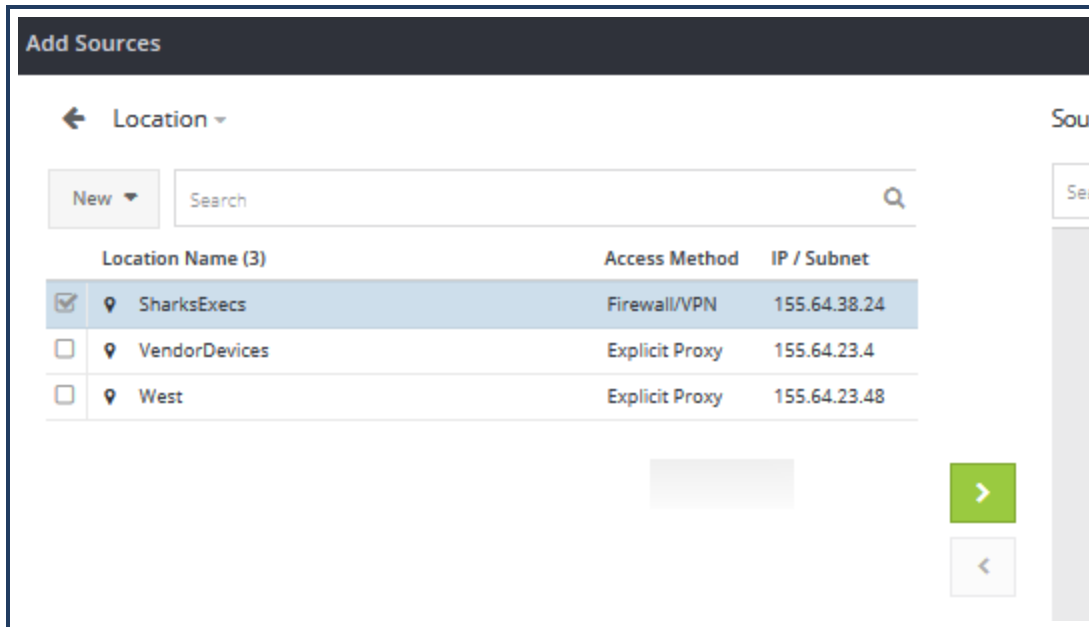 Add Sources
Location
Sou
New
Search
Location Name (3) Access Method IP / Subnet
SharksExecs Firewall/VPN 155.64.38.24
VendorDevices Explicit Proxy 155.64.23.4
West Explicit Proxy 155.64.23.48